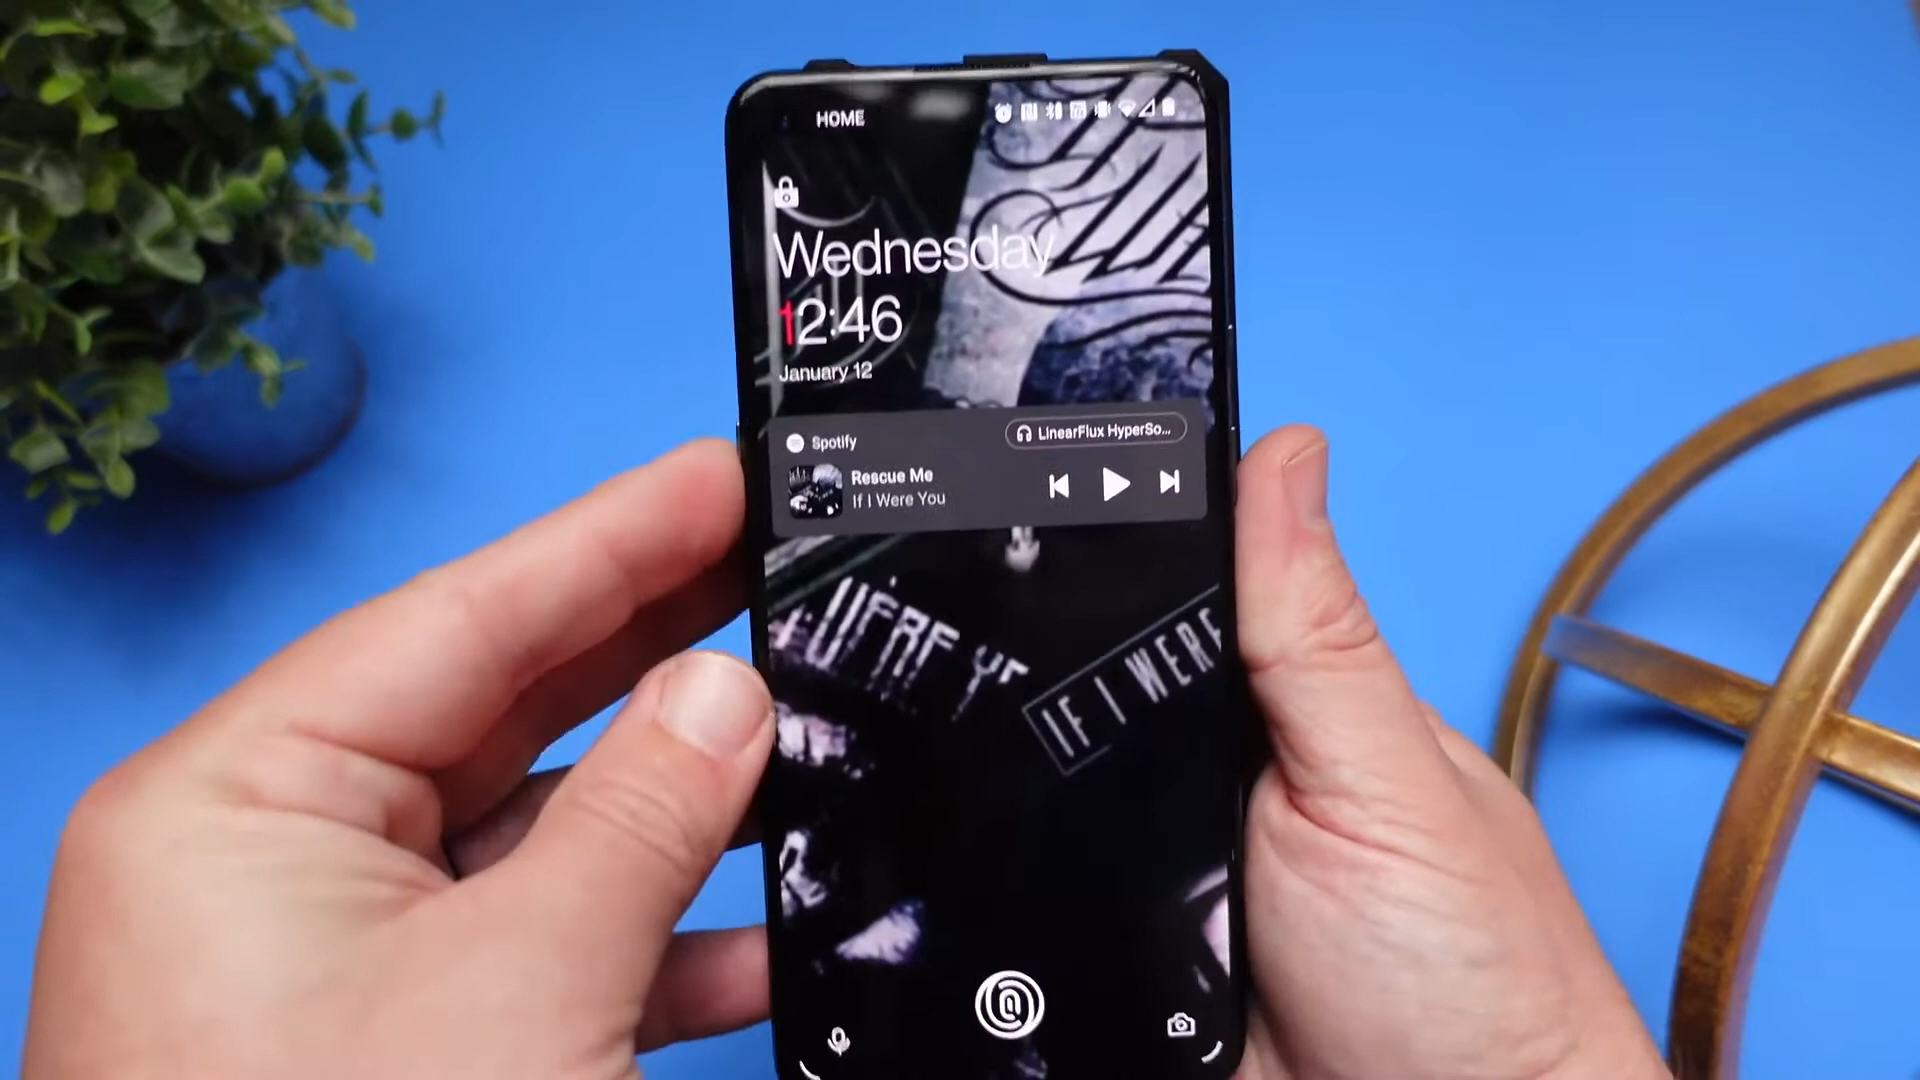 HOME
Wednesday
12:46
January 12
Spotify
LinearFlux HyperSo...
Rescue Me
If I Were You
IF I WERE